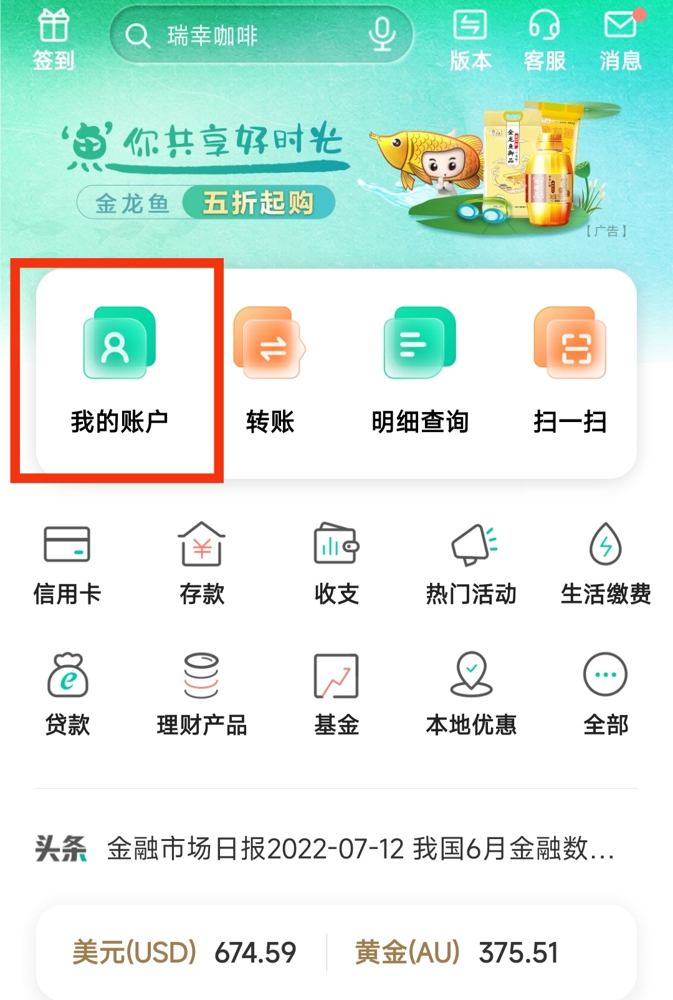 瑞幸咖啡
签到
版本
客服
消息
‘鱼’你共享好时光
金龙鱼 五折起购
金龙鱼御品
【广告】
我的账户
转账
明细查询
扫一扫
信用卡
存款
收支
热门活动
生活缴费
贷款
理财产品
基金
本地优惠
全部
头条 金融市场日报2022-07-12 我国6月金融数...
美元(USD) 674.59
黄金(AU) 375.51